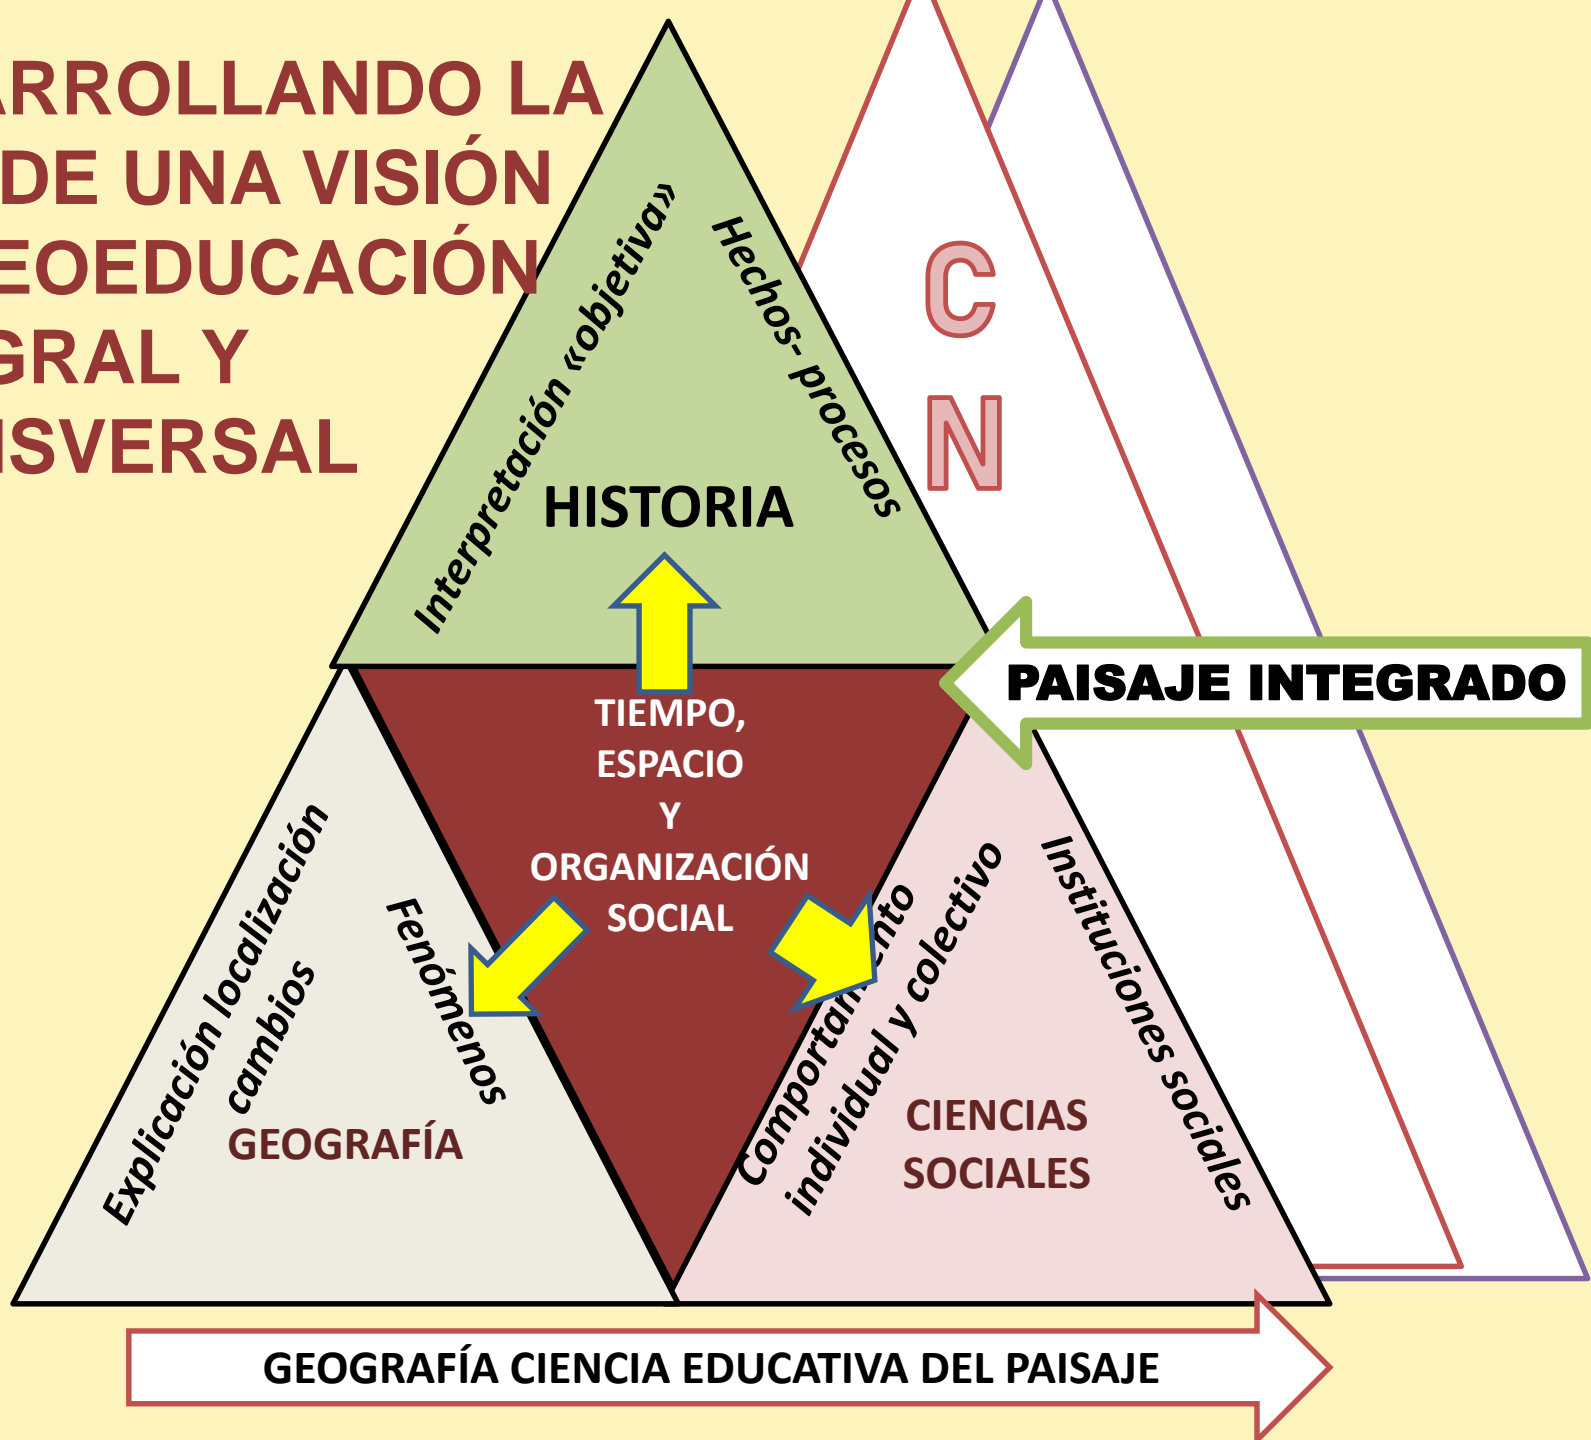 ARROLLANDO LA
DE UNA VISIÓN
EOEDUCACIÓN
GRAL Y
SVERSAL
Interpretación «objetiva»
Hechos- procesos
HISTORIA
C
N
PAISAJE INTEGRADO
TIEMPO,
ESPACIO
Y
ORGANIZACIÓN
SOCIAL
Explicación localización
cambios
Fenómenos
GEOGRAFÍA
Comportamiento
individual y colectivo
Instituciones sociales
CIENCIAS
SOCIALES
GEOGRAFÍA CIENCIA EDUCATIVA DEL PAISAJE